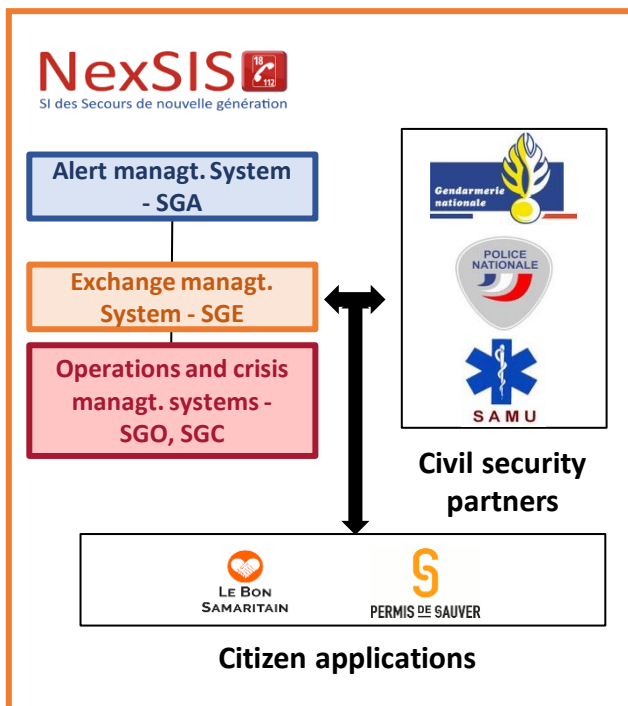 NexSIS
18
112
SI des Secours de nouvelle génération
Alert managt. System
- SGA
Exchange managt.
System - SGE
Operations and crisis
managt. systems -
SGO, SGC
Gendarmerie
nationale
POLICE
NATIONALE
SAMU
Civil security
partners
LE BON
SAMARITAIN
PERMIS DE SAUVER
Citizen applications